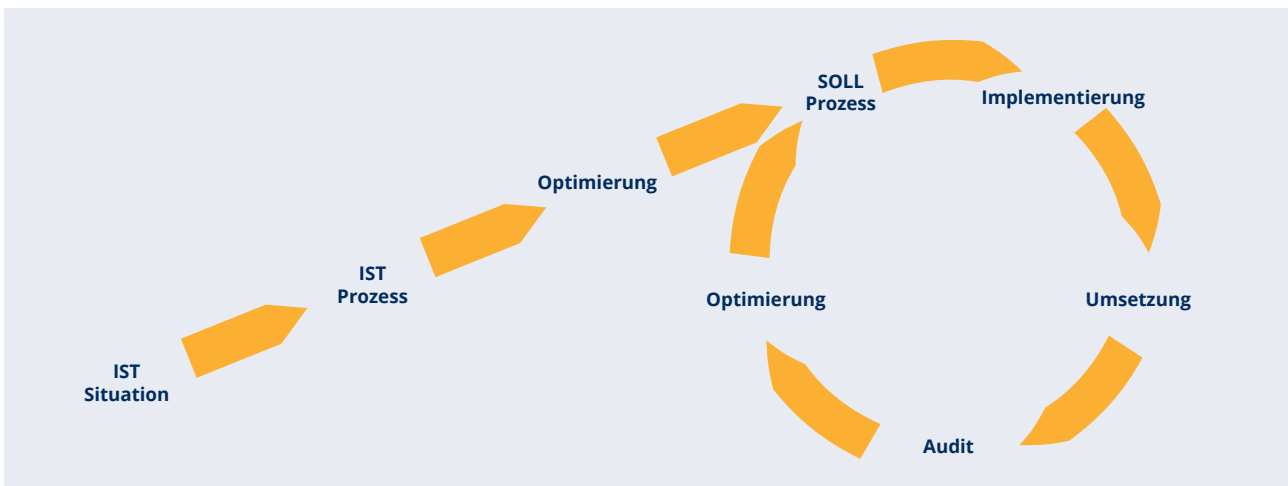 IST
Situation
IST
Prozess
Optimierung
SOLL
Prozess
Implementierung
Umsetzung
Audit
Optimierung